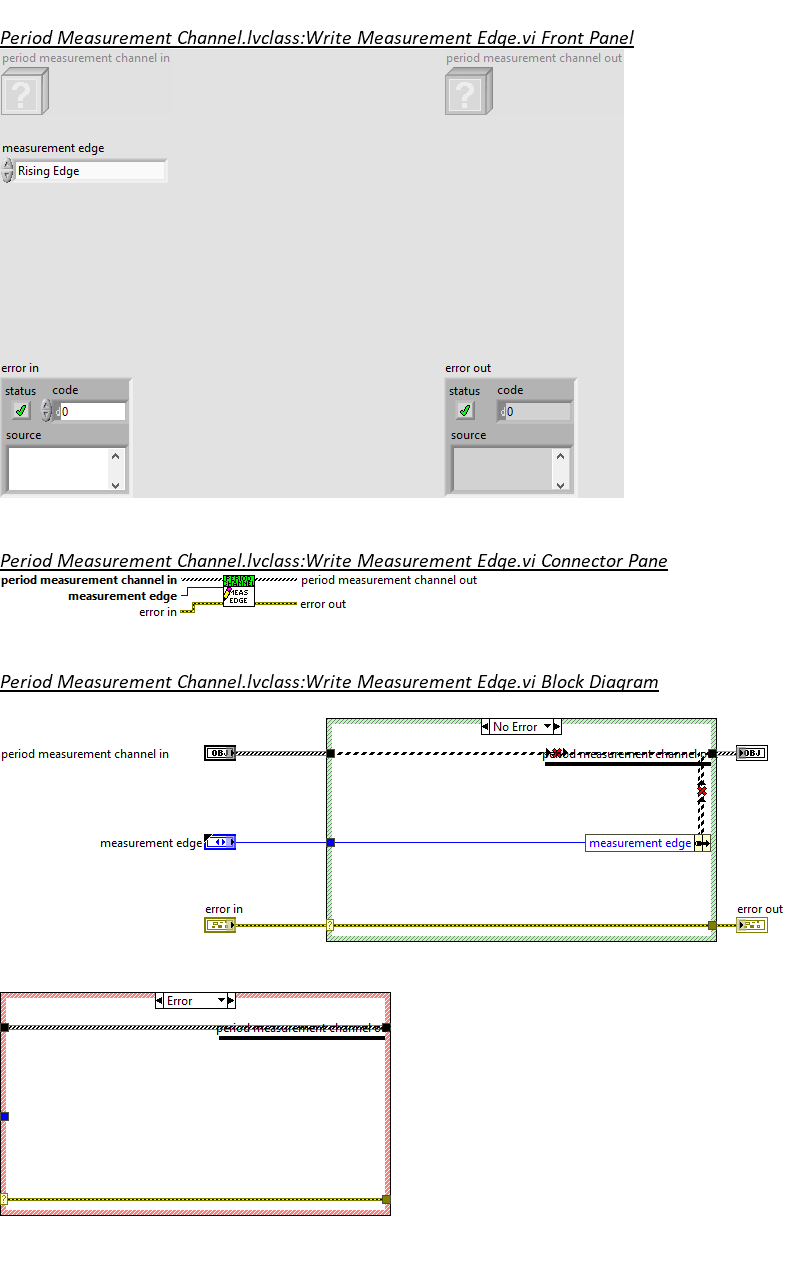 Period Measurement Channel.lvclass:Write Measurement Edge.vi Front Panel
period measurement channel in
period measurement channel out
?
?
measurement edge
Rising Edge
error in
error out
status
code
status
code
d
0
d
0
source
source
Period Measurement Channel.lvclass:Write Measurement Edge.vi Connector Pane
period measurement channel in
PERIOD
CHANNEL
period measurement channel out
measurement edge
MEAS
EDGE
error in
error out
Period Measurement Channel.lvclass:Write Measurement Edge.vi Block Diagram
No Error
period measurement channel in
OBJ
period measurement channel
OBJ
measurement edge
measurement edge
error in
error out
?
Error
period measurement channel
?